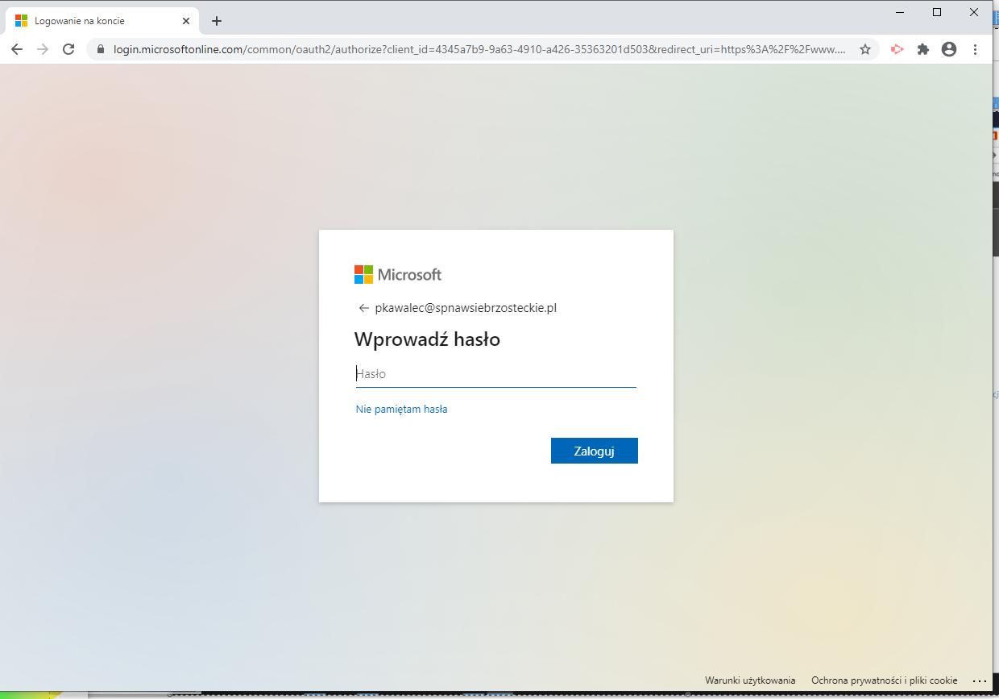 Logowanie na koncie
login.microsoftonline.com/common/oauth2/authorize?client_id=4345a7b9-9a63-4910-a426-35363201d503&redirect_uri=https%3A%2F%2Fwww....
Microsoft
pkawalec@spnawsiebrzosteckie.pl
Wprowadź hasło
Hasło
Nie pamiętam hasła
Zaloguj
Warunki użytkowania Ochrona prywatności i pliki cookie